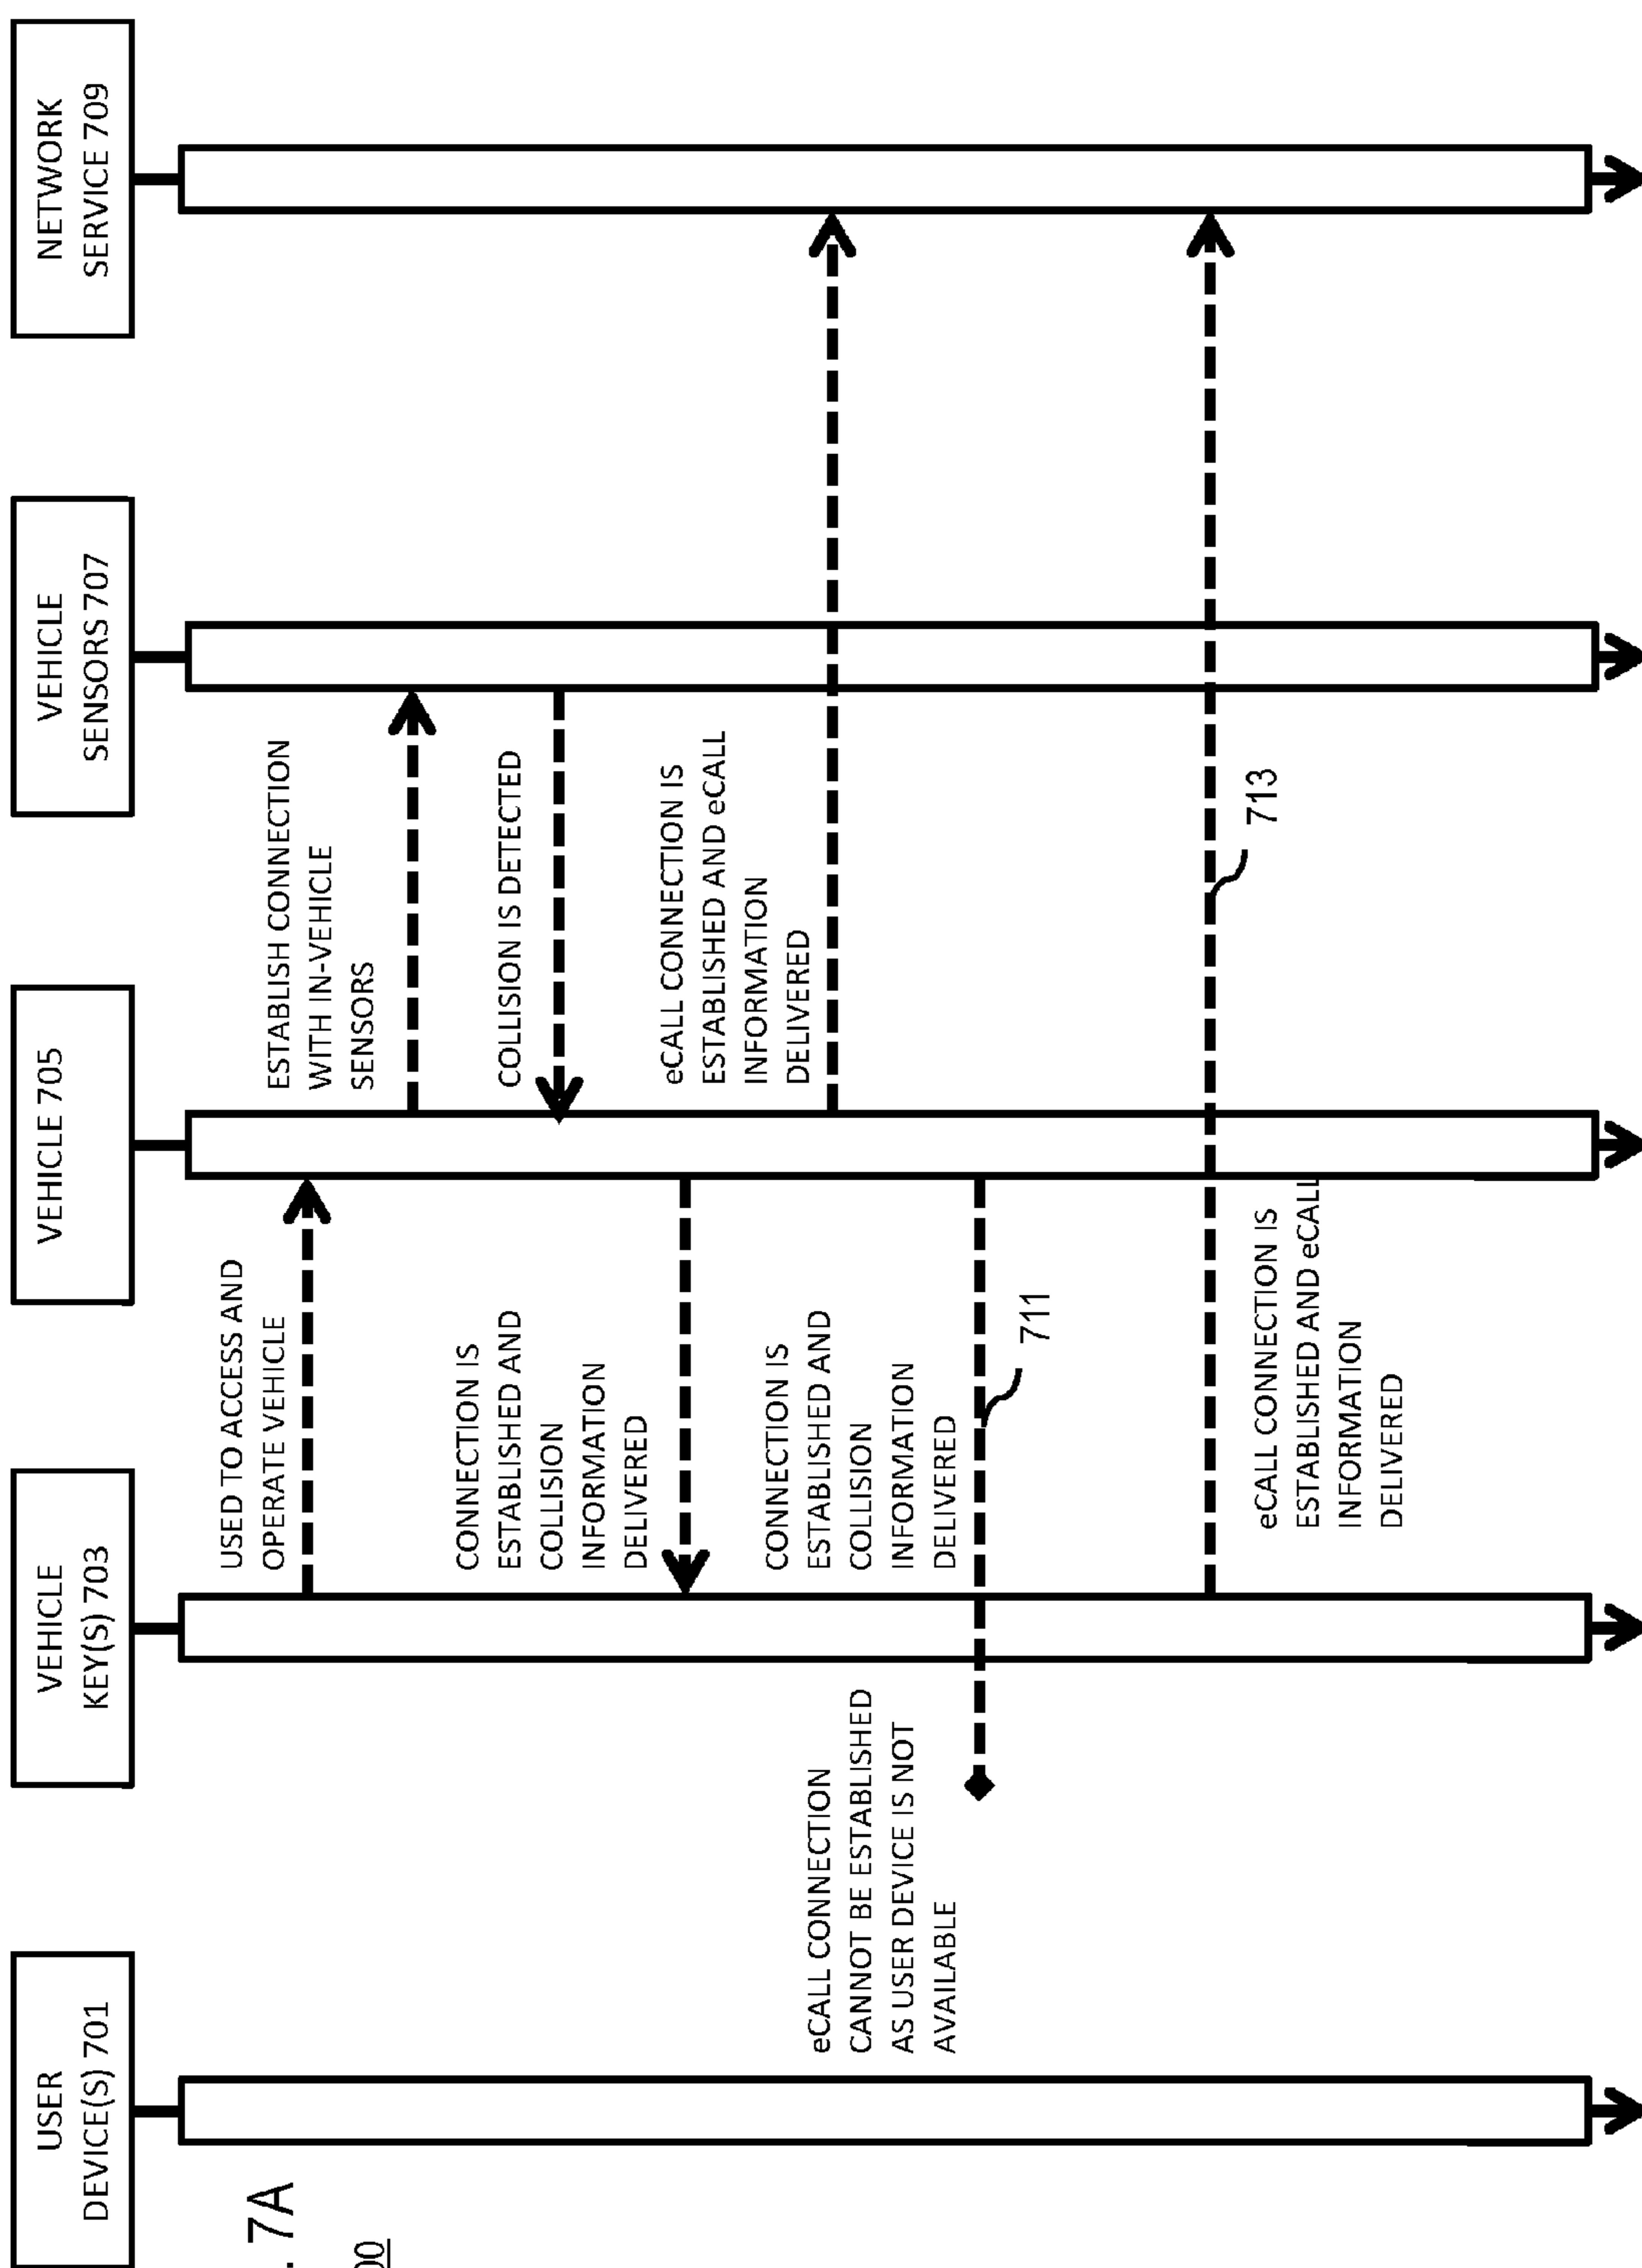 USER
DEVICE(S) 701
VEHICLE
KEY(S) 703
VEHICLE 705
VEHICLE
SENSORS 707
NETWORK
SERVICE 709
USED TO ACCESS AND
OPERATE VEHICLE
ESTABLISH CONNECTION
WITH IN-VEHICLE
SENSORS
COLLISION IS DETECTED
CONNECTION IS
ESTABLISHED AND
COLLISION
INFORMATION
DELIVERED
eCALL CONNECTION IS
ESTABLISHED AND eCALL
INFORMATION
DELIVERED
CONNECTION IS
ESTABLISHED AND
COLLISION
INFORMATION
DELIVERED
711
eCALL CONNECTION
CANNOT BE ESTABLISHED
AS USER DEVICE IS NOT
AVAILABLE
713
eCALL CONNECTION IS
ESTABLISHED AND eCALL
INFORMATION
DELIVERED
. 7A
00